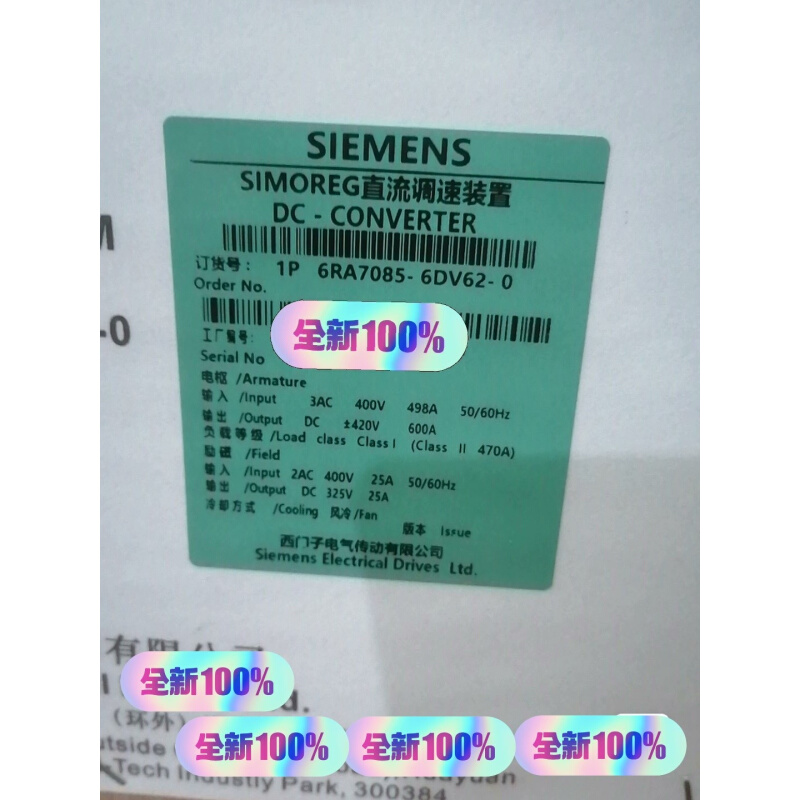 SIEMENS
SIMOREG直流调速装置
DC - CONVERTER
订货号: 1P 6RA7085- 6DV62- 0
Order No.
工厂编号:
Serial No
全新100%
电枢 /Armature
输入 /Input 3AC 400V 498A 50/60Hz
输出 /Output DC ±420V 600A
负载等级 /Load class Class I (Class II 470A)
励磁 /Field
输入 /Input 2AC 400V 25A 50/60Hz
输出 /Output DC 325V 25A
冷却方式 /Cooling 风冷 /Fan
版本 Issue
西门子电气传动有限公司
Siemens Electrical Drives Ltd.
M
-0
有限公司
全新100%
d.
(环外)
全新100% 全新100% 全新100%
Tech Industly Park, 300384